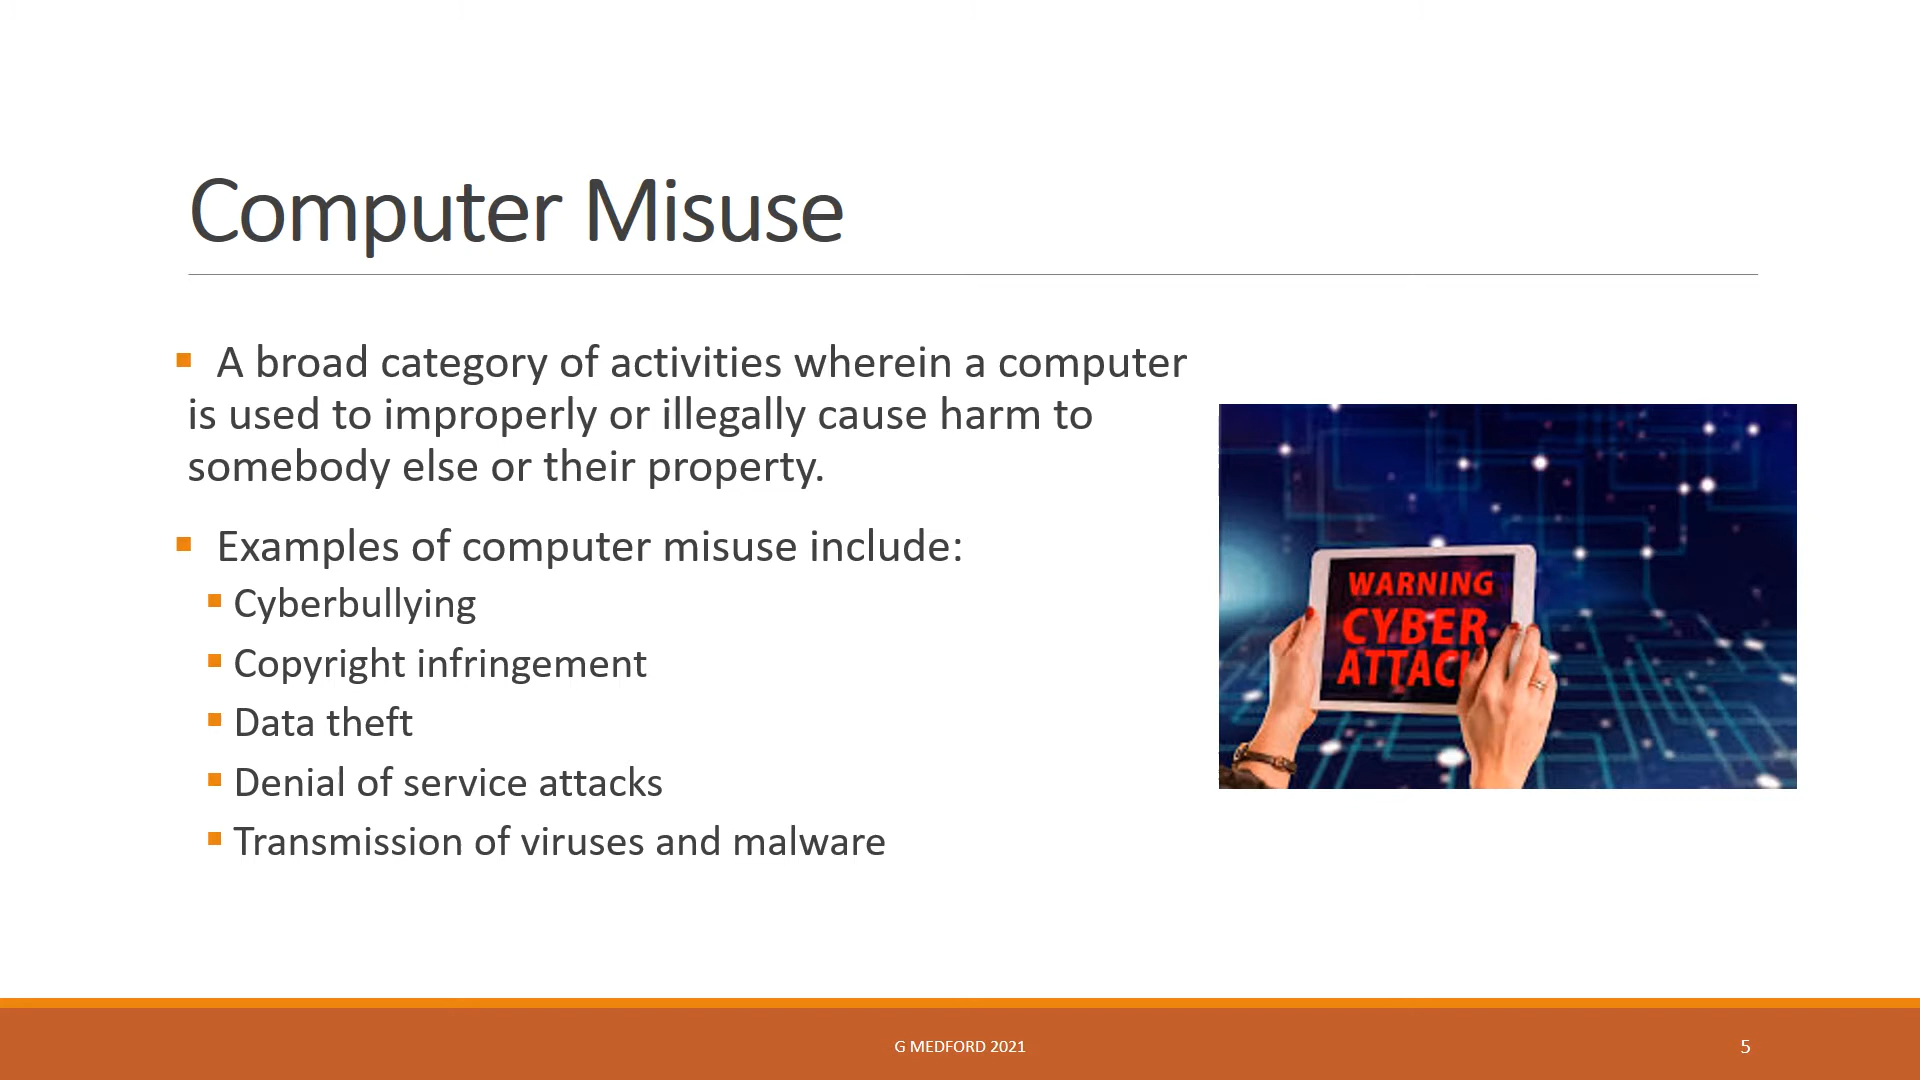 Computer Misuse
A broad category of activities wherein a computer
is used to improperly or illegally cause harm to
somebody else or their property.
Examples of computer misuse include:
Cyberbullying
Copyright infringement
Data theft
Denial of service attacks
Transmission of viruses and malware
WARNING
CYBER
ATTACK
G MEDFORD 2021
5